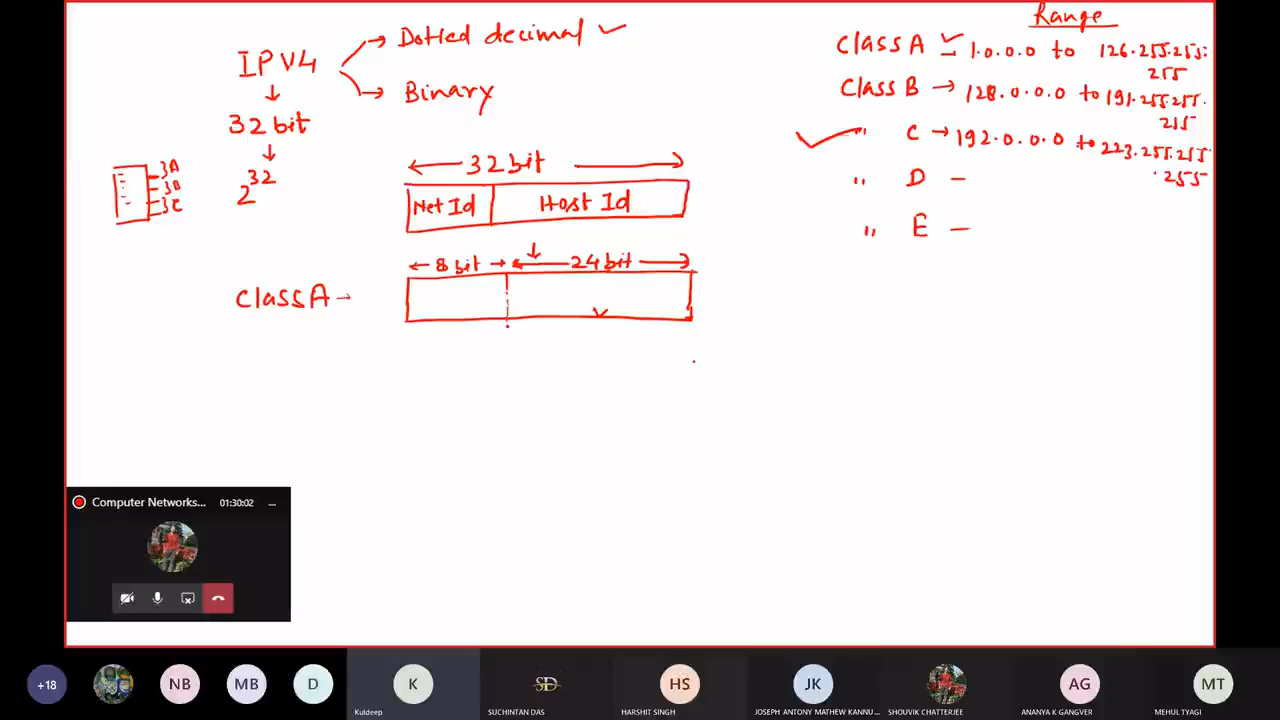 Range
IPV4
Dotted decimal
Binary
32 bit
2^32
3A
3B
3C
32 bit
Net Id
Host Id
8 bit
24 bit
Class A
Class A = 1.0.0.0 to 126.255.255.
255
Class B → 128.0.0.0 to 191.255.255.
255
" C → 192.0.0.0 to 223.255.255
.255
" D -
" E -
Computer Networks... 01:30:02
+18
NB
MB
D
K
Kuldeep
SD
SUCHINTAN DAS
HS
HARSHIT SINGH
JK
JOSEPH ANTONY MATHEW KANNU...
SHOUVIK CHATTERJEE
AG
ANANYA K GANGVER
MT
MEHUL TYAGI